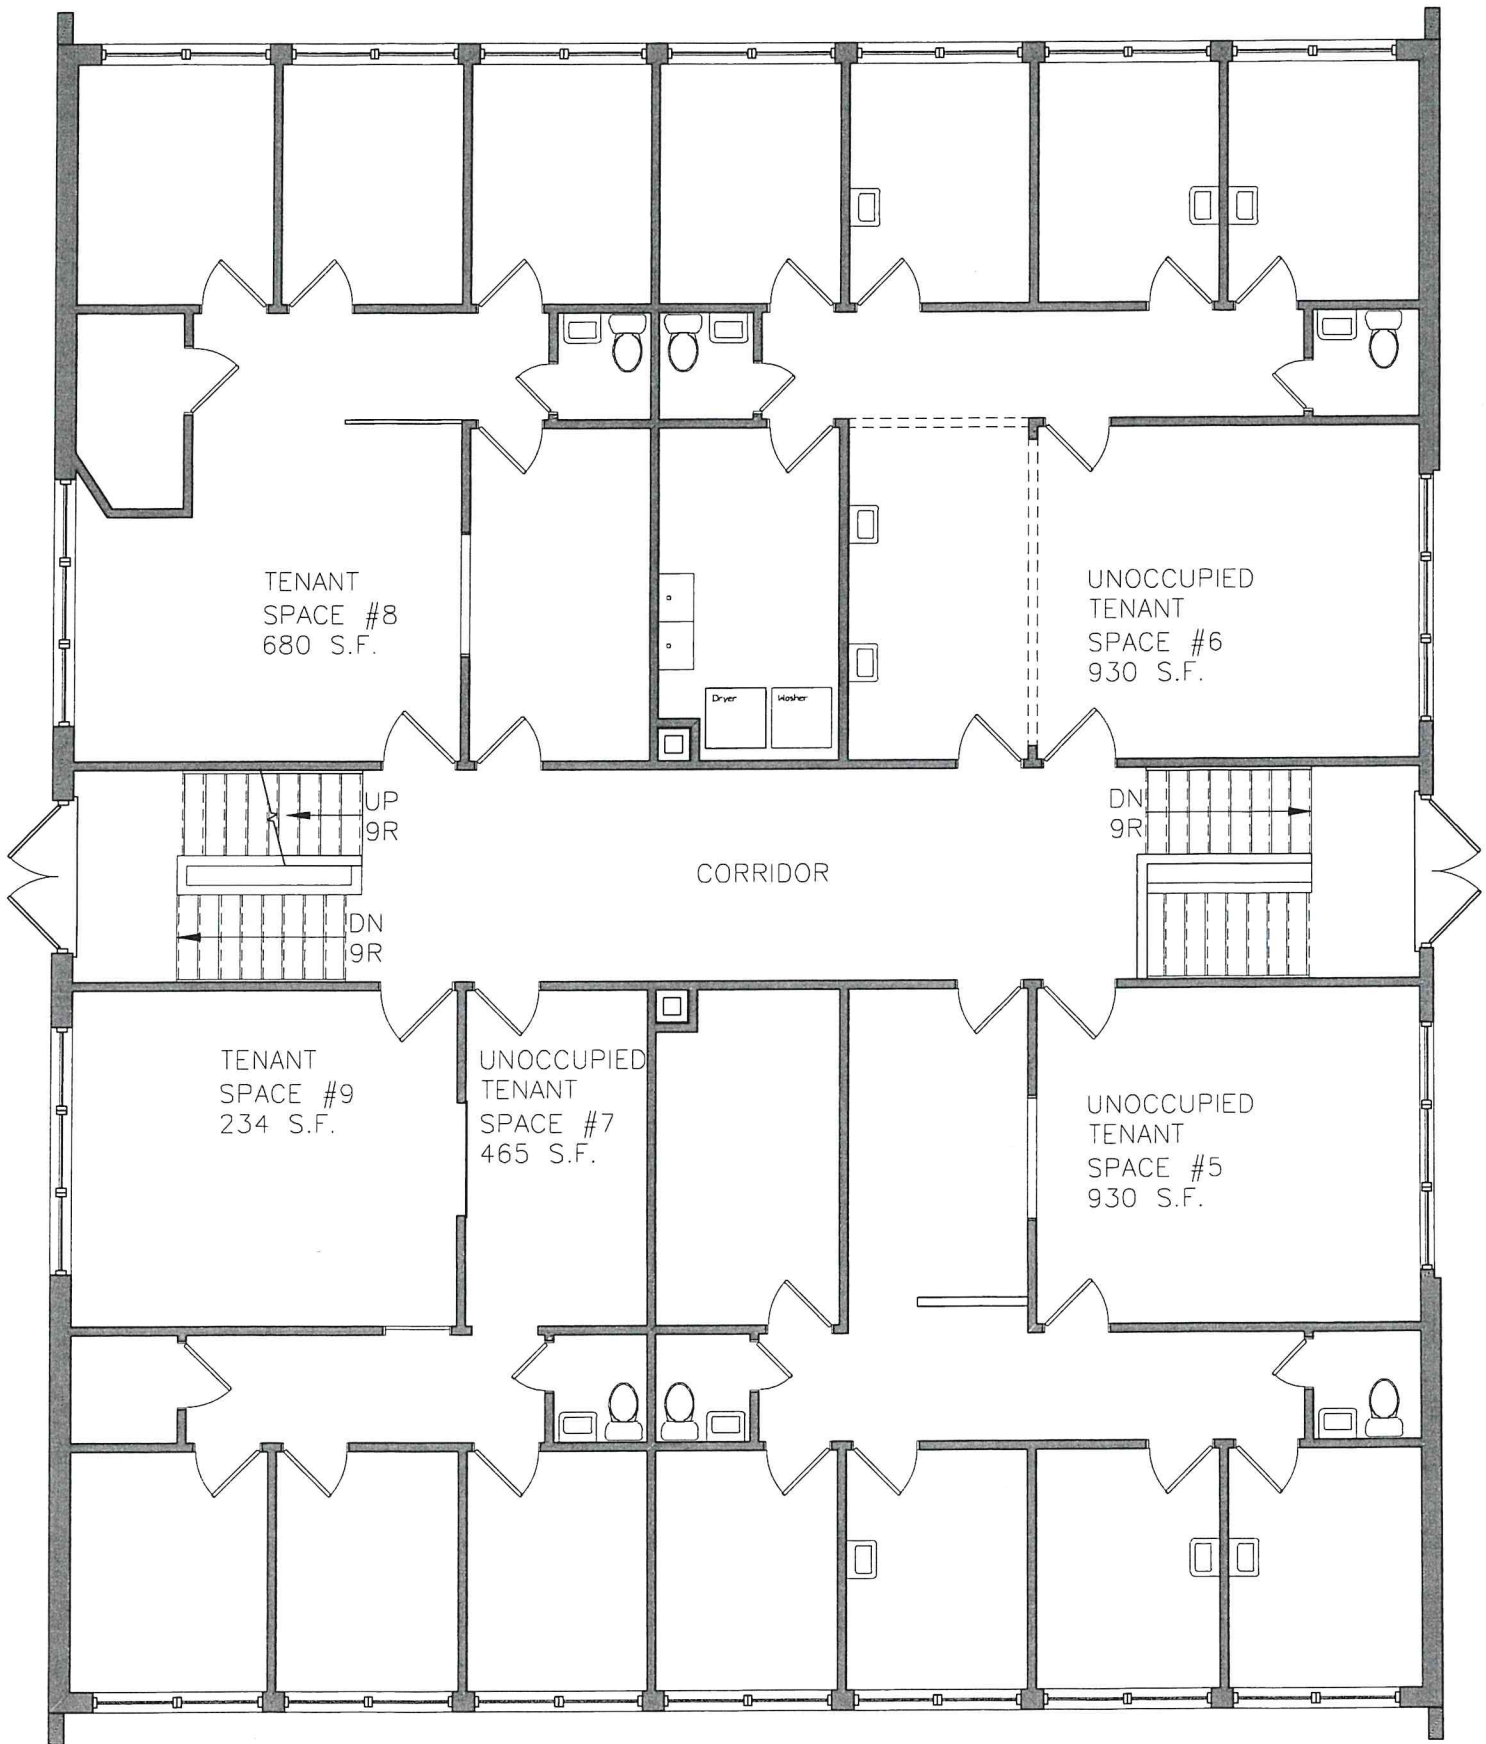 TENANT
SPACE #8
680 S.F.
UNOCCUPIED
TENANT
SPACE #6
930 S.F.
Dryer
Washer
UP
9R
DN
9R
CORRIDOR
DN
9R
TENANT
SPACE #9
234 S.F.
UNOCCUPIED
TENANT
SPACE #7
465 S.F.
UNOCCUPIED
TENANT
SPACE #5
930 S.F.